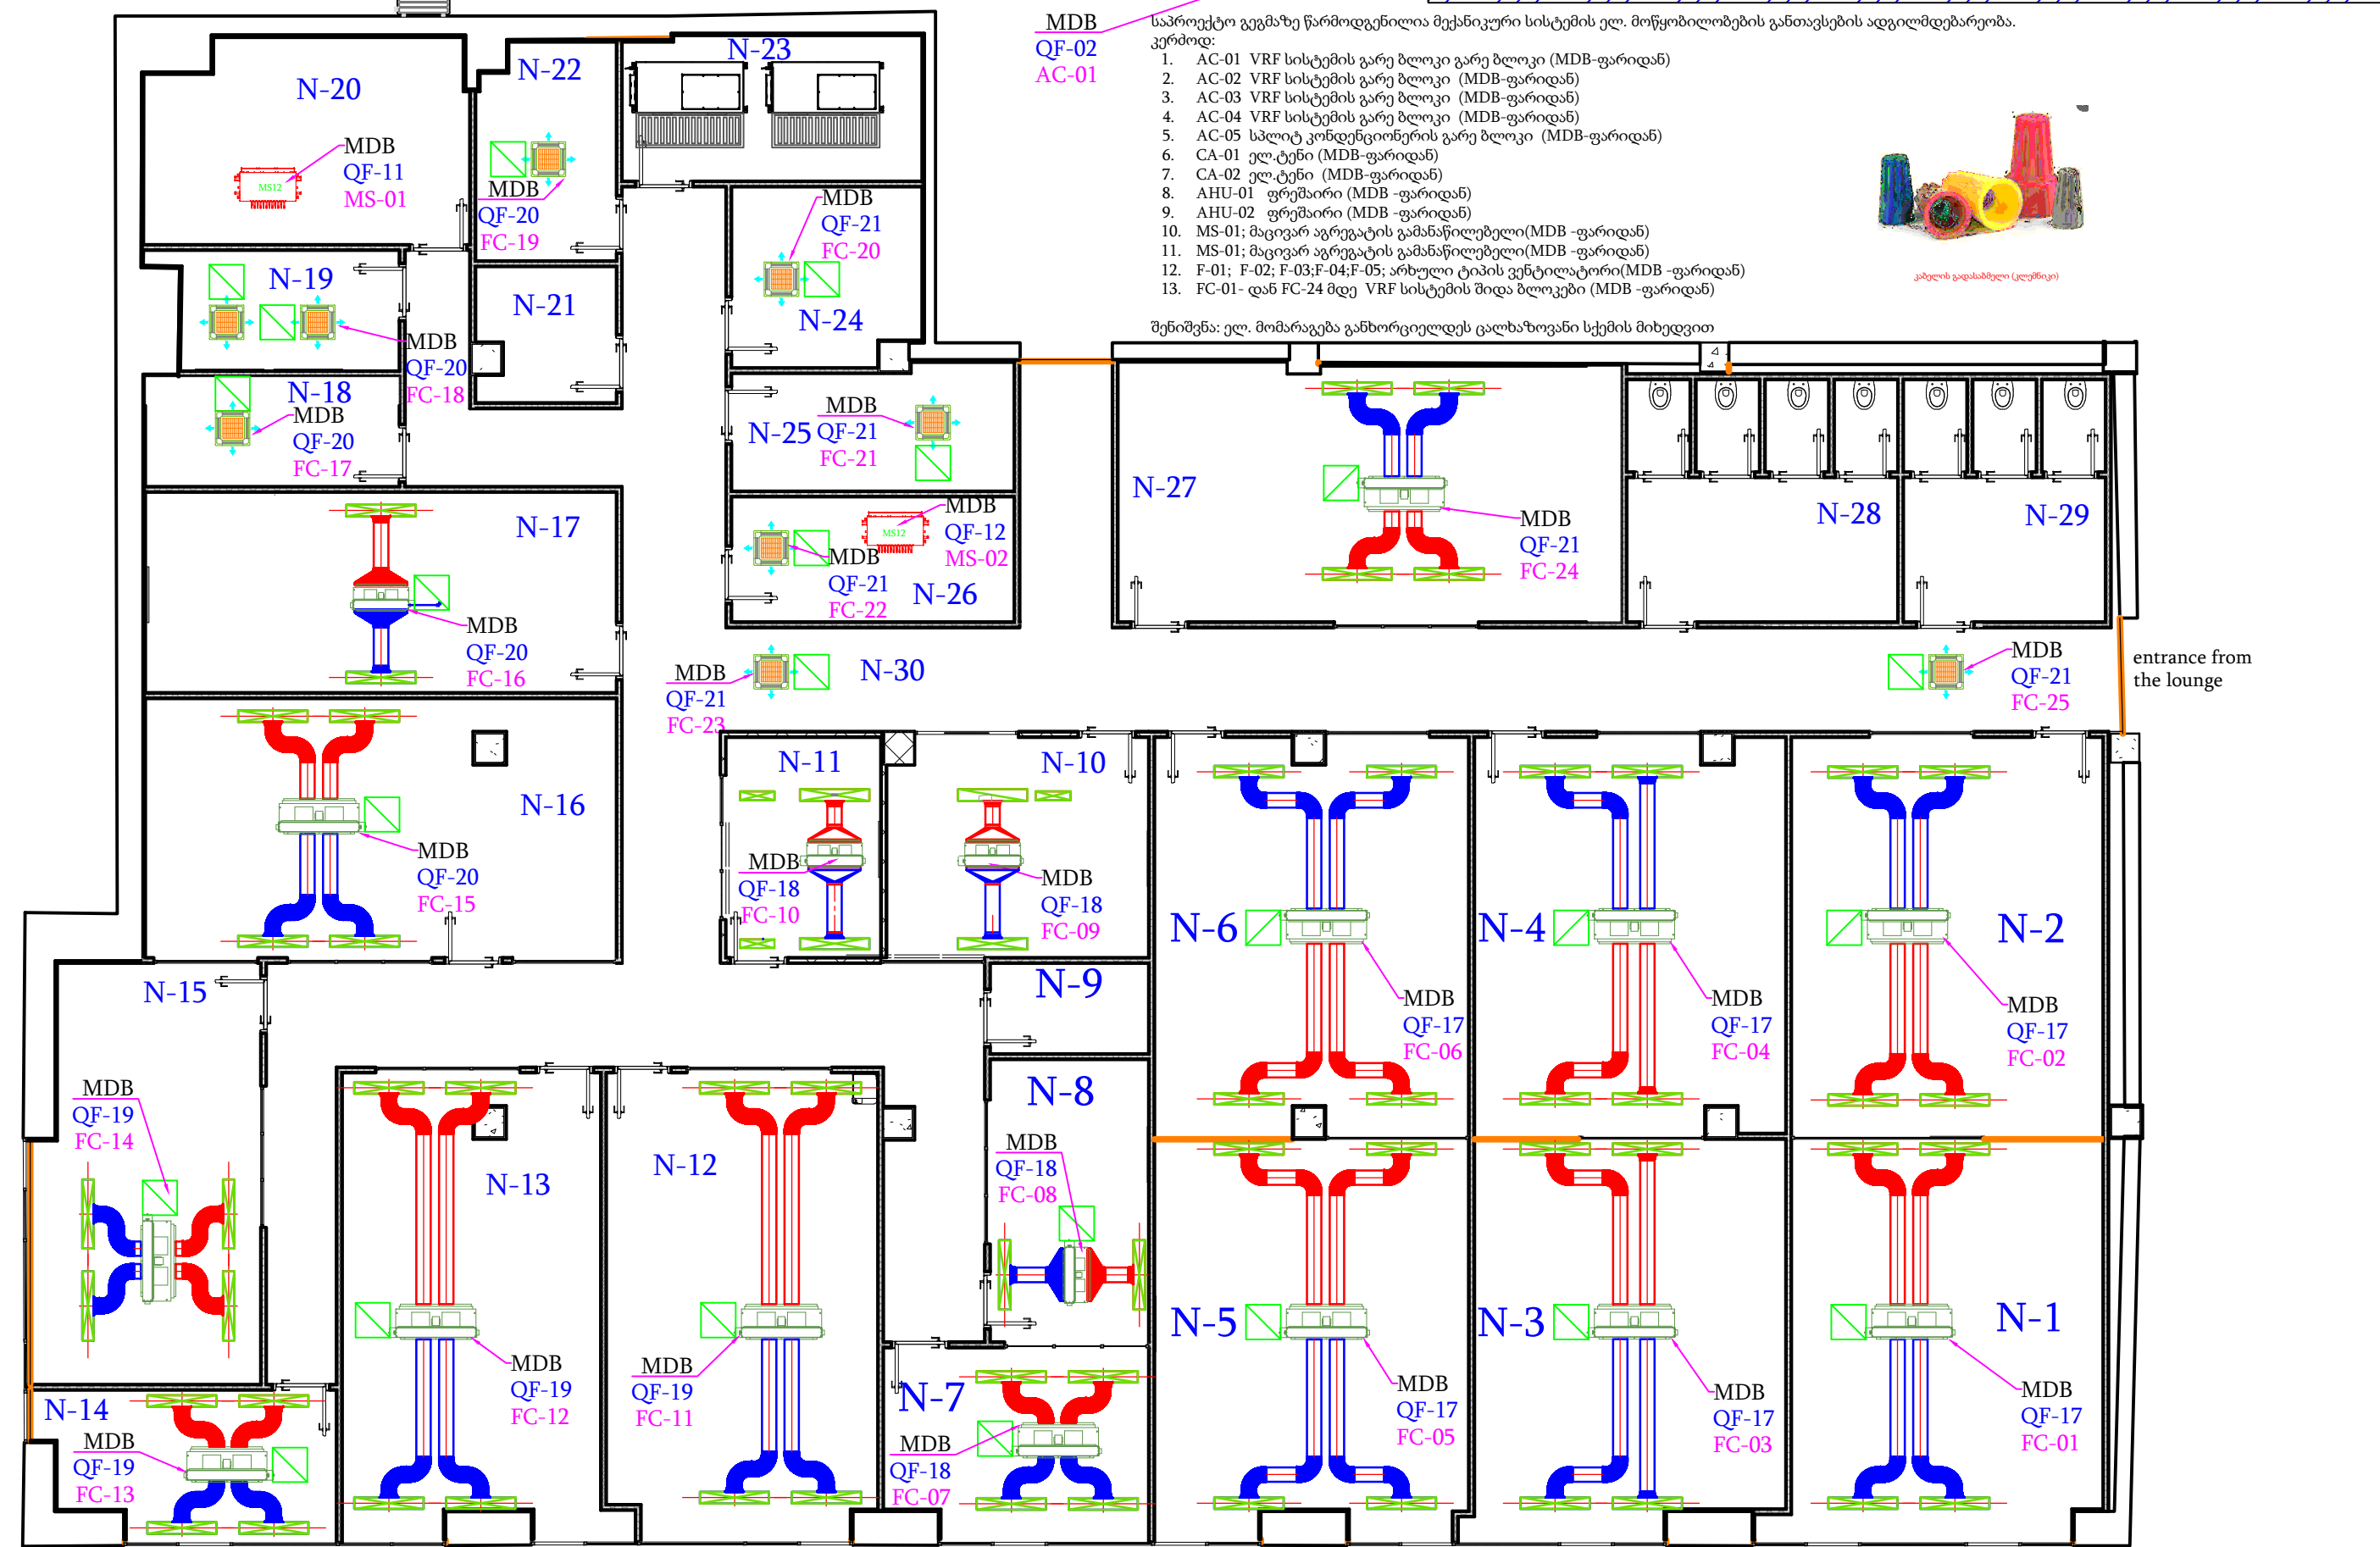 MDB
QF-02
AC-01
საპროექტო გეგმაზე წარმოდგენილია მექანიკური სისტემის ელ. მოწყობილობების განთავსების ადგილმდებარეობა.
კერძოდ:
1. AC-01 VRF სისტემის გარე ბლოკი გარე ბლოკი (MDB-ფარიდან)
2. AC-02 VRF სისტემის გარე ბლოკი (MDB-ფარიდან)
3. AC-03 VRF სისტემის გარე ბლოკი (MDB-ფარიდან)
4. AC-04 VRF სისტემის გარე ბლოკი (MDB-ფარიდან)
5. AC-05 სპლიტ კონდენციონერის გარე ბლოკი (MDB-ფარიდან)
6. CA-01 ელ.ტენი (MDB-ფარიდან)
7. CA-02 ელ.ტენი (MDB-ფარიდან)
8. AHU-01 ფრეშაირი (MDB -ფარიდან)
9. AHU-02 ფრეშაირი (MDB -ფარიდან)
10. MS-01; მაცივარ აგრეგატის გამანაწილებელი(MDB -ფარიდან)
11. MS-01; მაცივარ აგრეგატის გამანაწილებელი(MDB -ფარიდან)
12. F-01; F-02; F-03;F-04;F-05; არხული ტიპის ვენტილატორი(MDB -ფარიდან)
13. FC-01- დან FC-24 მდე VRF სისტემის შიდა ბლოკები (MDB -ფარიდან)
შენიშვნა: ელ. მომარაგება განხორციელდეს ცალხაზოვანი სქემის მიხედვით
კაბელის გადასაბმელი (კლემნიკი)
N-20
MDB
QF-11
MS-01
MS12
N-22
MDB
QF-20
FC-19
N-23
MDB
QF-21
FC-20
N-24
N-19
MDB
QF-20
FC-18
N-21
N-18
MDB
QF-20
FC-17
N-25
MDB
QF-21
FC-21
N-17
MDB
QF-20
FC-16
MS12
MDB
QF-12
MS-02
MDB
QF-21
FC-22
N-26
N-27
MDB
QF-21
FC-24
N-28
N-29
MDB
QF-21
FC-23
N-30
MDB
QF-21
FC-25
entrance from
the lounge
N-16
MDB
QF-20
FC-15
N-11
MDB
QF-18
FC-10
N-10
MDB
QF-18
FC-09
N-6
MDB
QF-17
FC-06
N-4
MDB
QF-17
FC-04
N-2
MDB
QF-17
FC-02
N-15
MDB
QF-19
FC-14
N-9
N-8
MDB
QF-18
FC-08
N-13
MDB
QF-19
FC-12
N-12
MDB
QF-19
FC-11
N-14
MDB
QF-19
FC-13
N-7
MDB
QF-18
FC-07
N-5
MDB
QF-17
FC-05
N-3
MDB
QF-17
FC-03
N-1
MDB
QF-17
FC-01